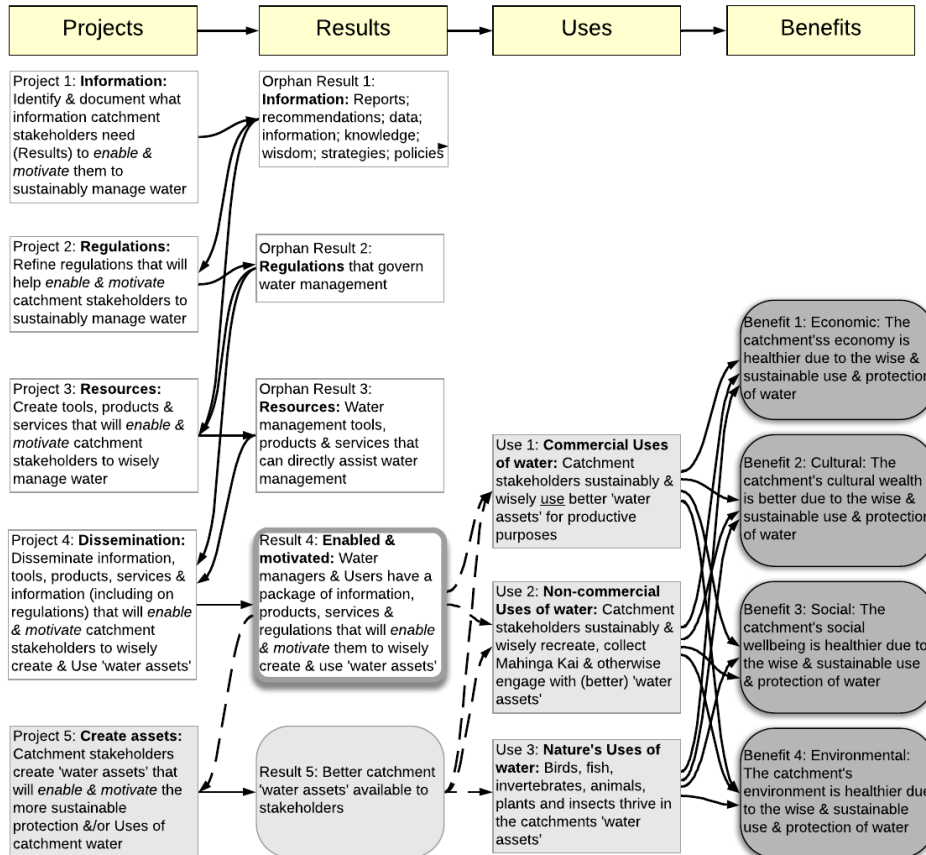 Projects
Results
Uses
Benefits
Project 1: Information:
Identify & document what
information catchment
stakeholders need
(Results) to enable &
motivate them to
sustainably manage water
Orphan Result 1:
Information: Reports;
recommendations; data;
information; knowledge;
wisdom; strategies; policies
Project 2: Regulations:
Refine regulations that will
help enable & motivate
catchment stakeholders to
sustainably manage water
Orphan Result 2:
Regulations that govern
water management
Project 3: Resources:
Create tools, products &
services that will enable &
motivate catchment
stakeholders to wisely
manage water
Orphan Result 3:
Resources: Water
management tools,
products & services that
can directly assist water
management
Project 4: Dissemination:
Disseminate information,
tools, products, services &
information (including on
regulations) that will enable
& motivate catchment
stakeholders to wisely
create & Use 'water assets'
Result 4: Enabled &
motivated: Water
managers & Users have a
package of information,
products, services &
regulations that will enable
& motivate them to wisely
create & use 'water assets'
Project 5: Create assets:
Catchment stakeholders
create 'water assets' that
will enable & motivate the
more sustainable
protection &/or Uses of
catchment water
Result 5: Better catchment
'water assets' available to
stakeholders
Use 1: Commercial Uses
of water: Catchment
stakeholders sustainably &
wisely use better 'water
assets' for productive
purposes
Use 2: Non-commercial
Uses of water: Catchment
stakeholders sustainably &
wisely recreate, collect
Mahinga Kai & otherwise
engage with (better) 'water
assets'
Use 3: Nature's Uses of
water: Birds, fish,
invertebrates, animals,
plants and insects thrive in
the catchments 'water
assets'
Benefit 1: Economic: The
catchment'ss economy is
healthier due to the wise &
sustainable use & protection
of water
Benefit 2: Cultural: The
catchment's cultural wealth
is better due to the wise &
sustainable use & protection
of water
Benefit 3: Social: The
catchment's social
wellbeing is healthier due to
the wise & sustainable use
& protection of water
Benefit 4: Environmental:
The catchment's
environment is healthier due
to the wise & sustainable
use & protection of water